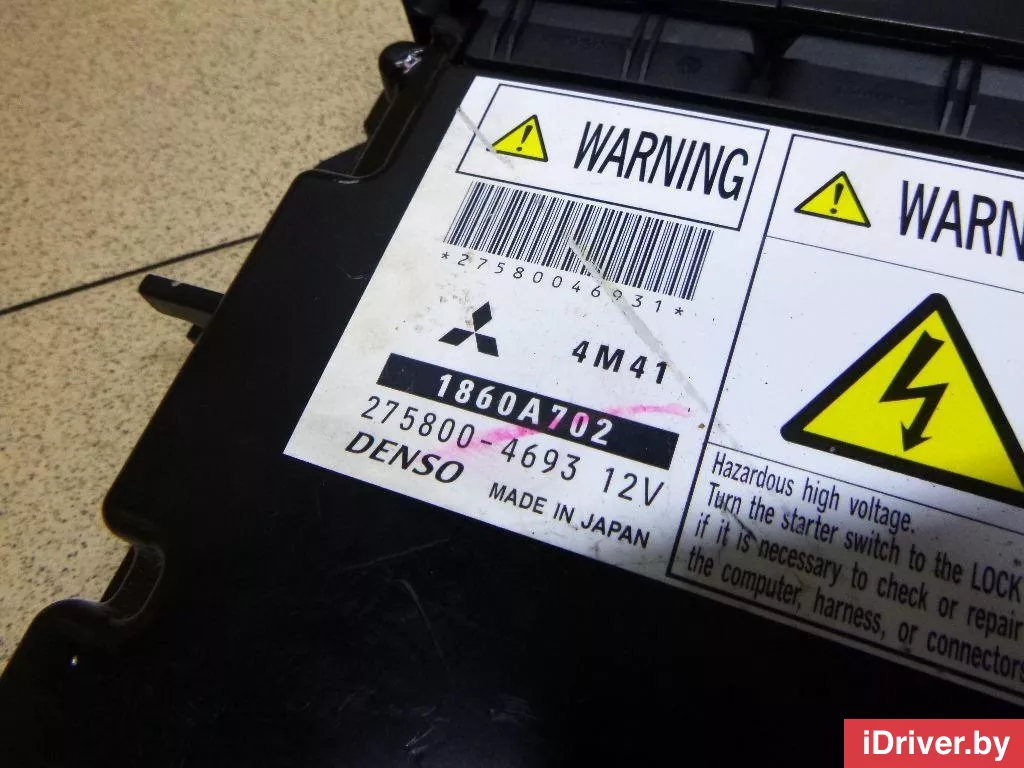 WARNING
*27580046931*
4M41
1860A702
275800-4693 12V
DENSO
MADE IN JAPAN
WARN
Hazardous high voltage.
Turn the starter switch to the LOCK
if it is necessary to check or repair
the computer, harness, or connectors
iDriver.by